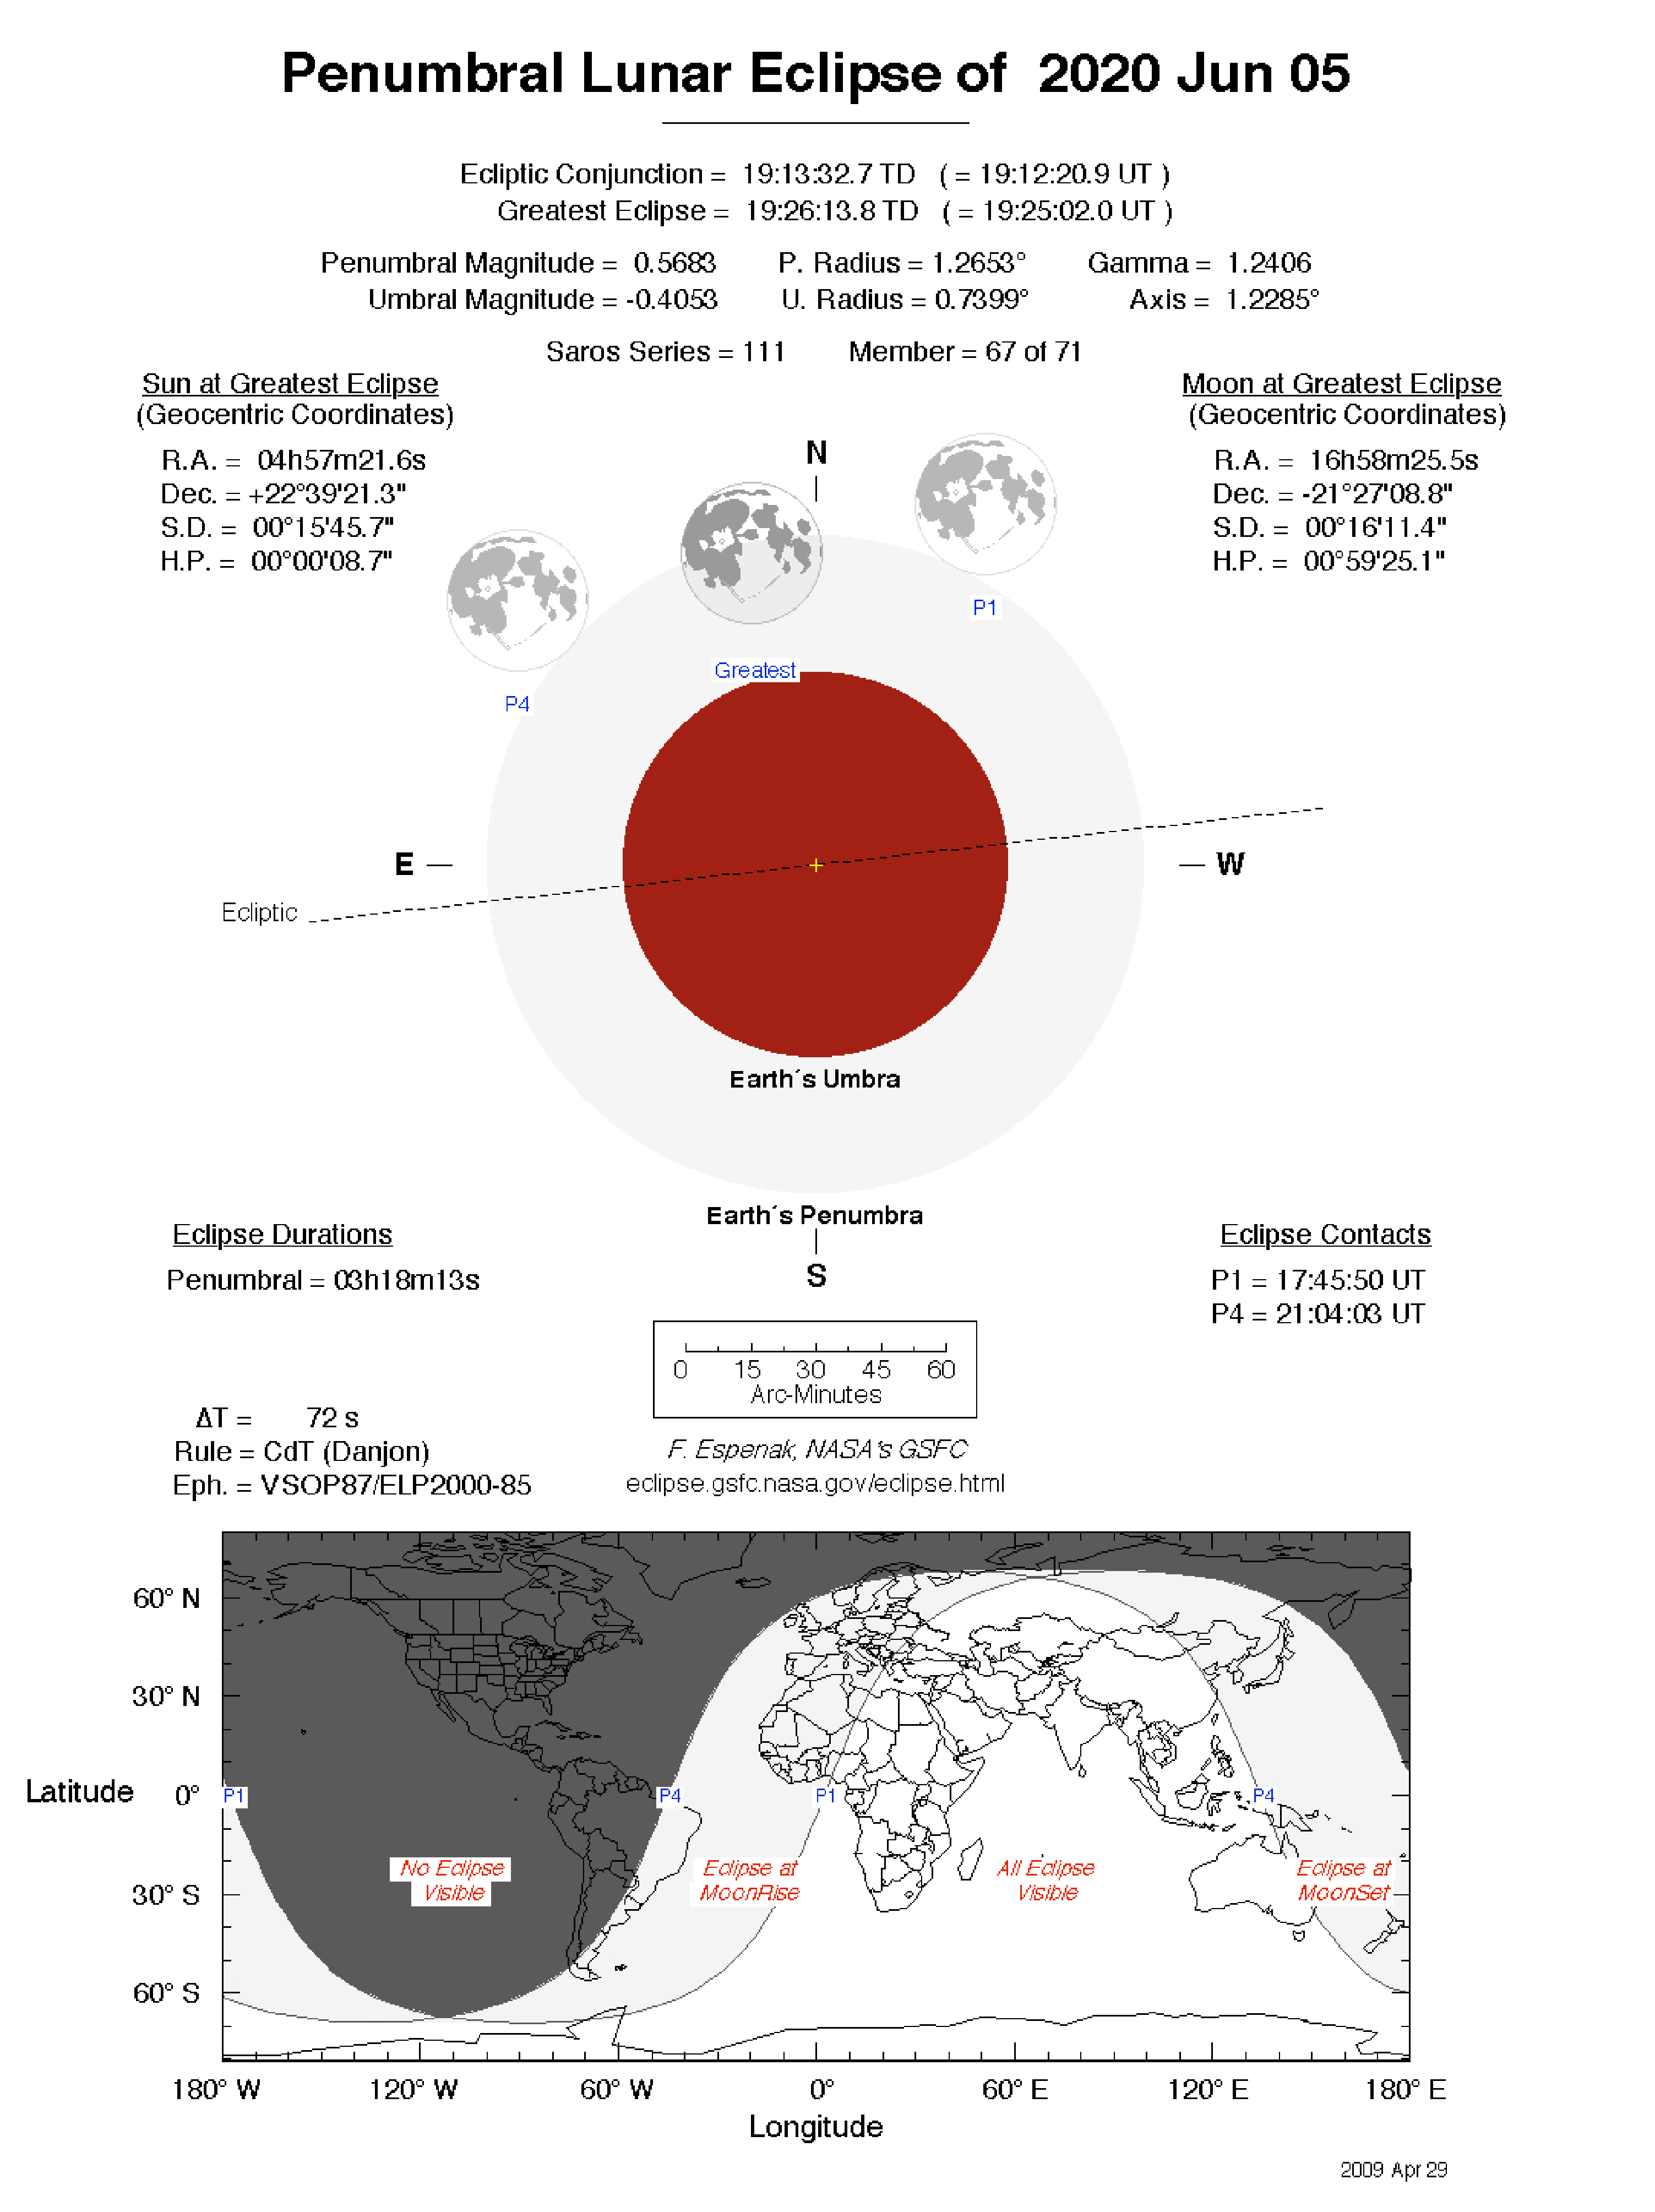 Penumbral Lunar Eclipse of 2020 Jun 05
Ecliptic Conjunction = 19:13:32.7 TD ( = 19:12:20.9 UT )
Greatest Eclipse = 19:26:13.8 TD ( = 19:25:02.0 UT )
Penumbral Magnitude = 0.5683 P. Radius = 1.2653° Gamma = 1.2406
Umbral Magnitude = -0.4053 U. Radius = 0.7399° Axis = 1.2285°
Saros Series = 111 Member = 67 of 71
Sun at Greatest Eclipse
(Geocentric Coordinates)
R.A. = 04h57m21.6s
Dec. = +22°39'21.3"
S.D. = 00°15'45.7"
H.P. = 00°00'08.7"
Moon at Greatest Eclipse
(Geocentric Coordinates)
R.A. = 16h58m25.5s
Dec. = -21°27'08.8"
S.D. = 00°16'11.4"
H.P. = 00°59'25.1"
N
P1
Greatest
P4
E
W
Ecliptic
Earth´s Umbra
Earth´s Penumbra
S
Eclipse Durations
Penumbral = 03h18m13s
Eclipse Contacts
P1 = 17:45:50 UT
P4 = 21:04:03 UT
0 15 30 45 60
Arc-Minutes
ΔT = 72 s
Rule = CdT (Danjon)
Eph. = VSOP87/ELP2000-85
F. Espenak, NASA's GSFC
eclipse.gsfc.nasa.gov/eclipse.html
60° N
30° N
Latitude 0°
30° S
60° S
P1 P4 P1 P4
No Eclipse
Visible
Eclipse at
MoonRise
All Eclipse
Visible
Eclipse at
MoonSet
180° W 120° W 60° W 0° 60° E 120° E 180° E
Longitude
2009 Apr 29